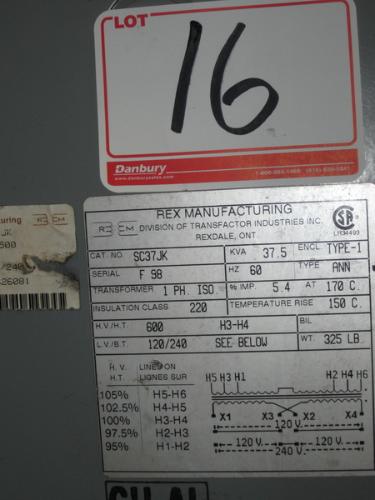 LOT
16
Danbury
REX MANUFACTURING
DIVISION OF TRANSFACTOR INDUSTRIES INC.
REXDALE, ONT.
CAT. NO. SC37JK KVA 37.5 ENCL TYPE-1
SERIAL F 98 HZ 60 TYPE ANN
TRANSFORMER 1 PH. ISO % IMP. 5.4 AT 170 C.
INSULATION CLASS 220 TEMPERATURE RISE 150 C.
H.V./H.T 600 H3-H4 BIL
L.V./B.T. 120/240 SEE BELOW WT. 325 LB.
H. V. LINES ON
H.T. LIGNES SUR
105% H5-H6
102.5% H4-H5
100% H3-H4
97.5% H2-H3
95% H1-H2
H5 H3 H1 H2 H4 H6
X1 X3 X2 X4
120 V.
120 V. 120 V.
240 V.
JK
26081